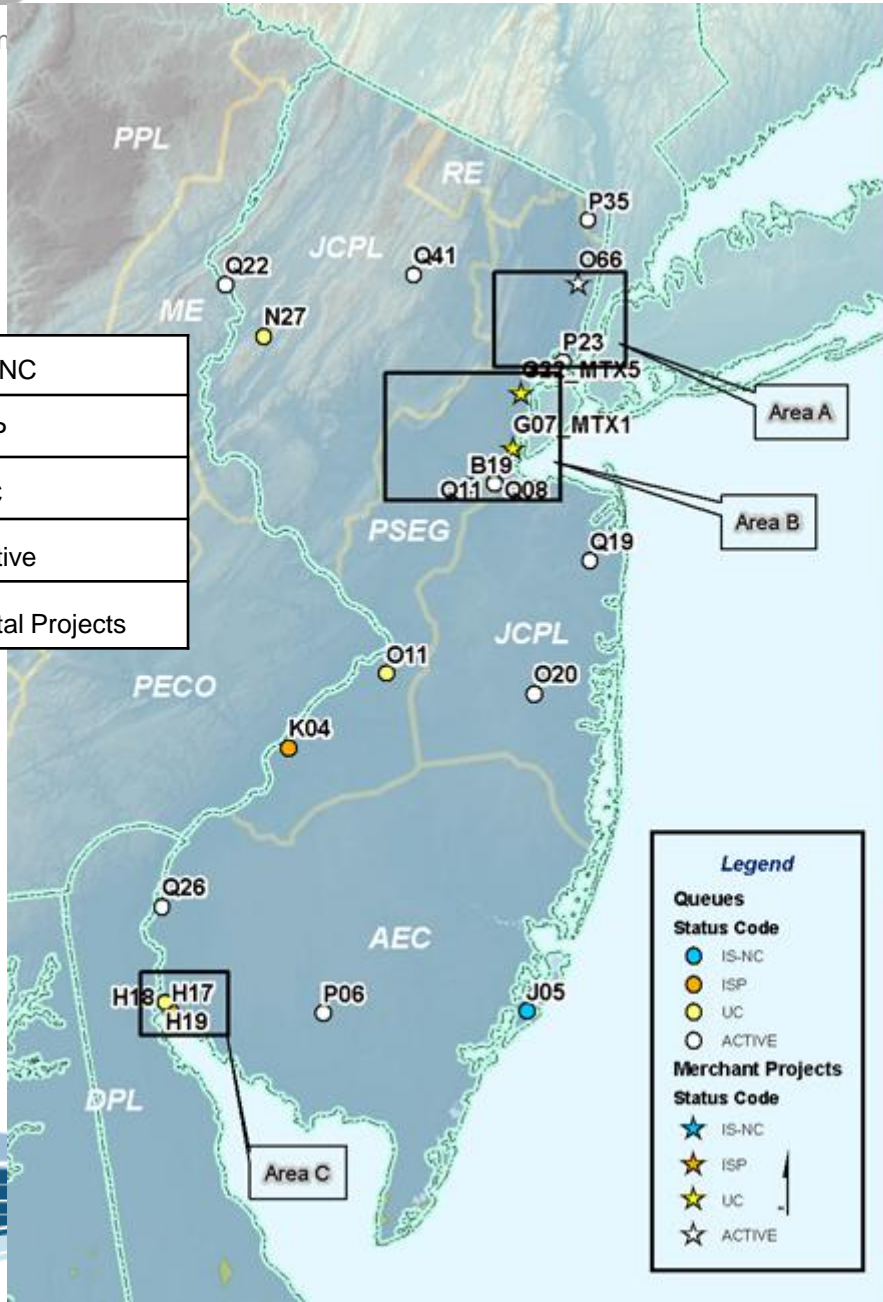 PPL
RE
P35
JCPL
Q41
O66
Q22
ME
N27
P23
NC
_MTX5
Area A
G07_MTX1
B19
Q11
Q08
Area B
PSEG
Q19
tive
JCPL
tal Projects
O11
PECO
O20
K04
Legend
Queues
Status Code
IS-NC
ISP
UC
ACTIVE
Merchant Projects
Status Code
IS-NC
ISP
UC
ACTIVE
Q26
AEC
H18
H17
P06
J05
H19
DPL
Area C